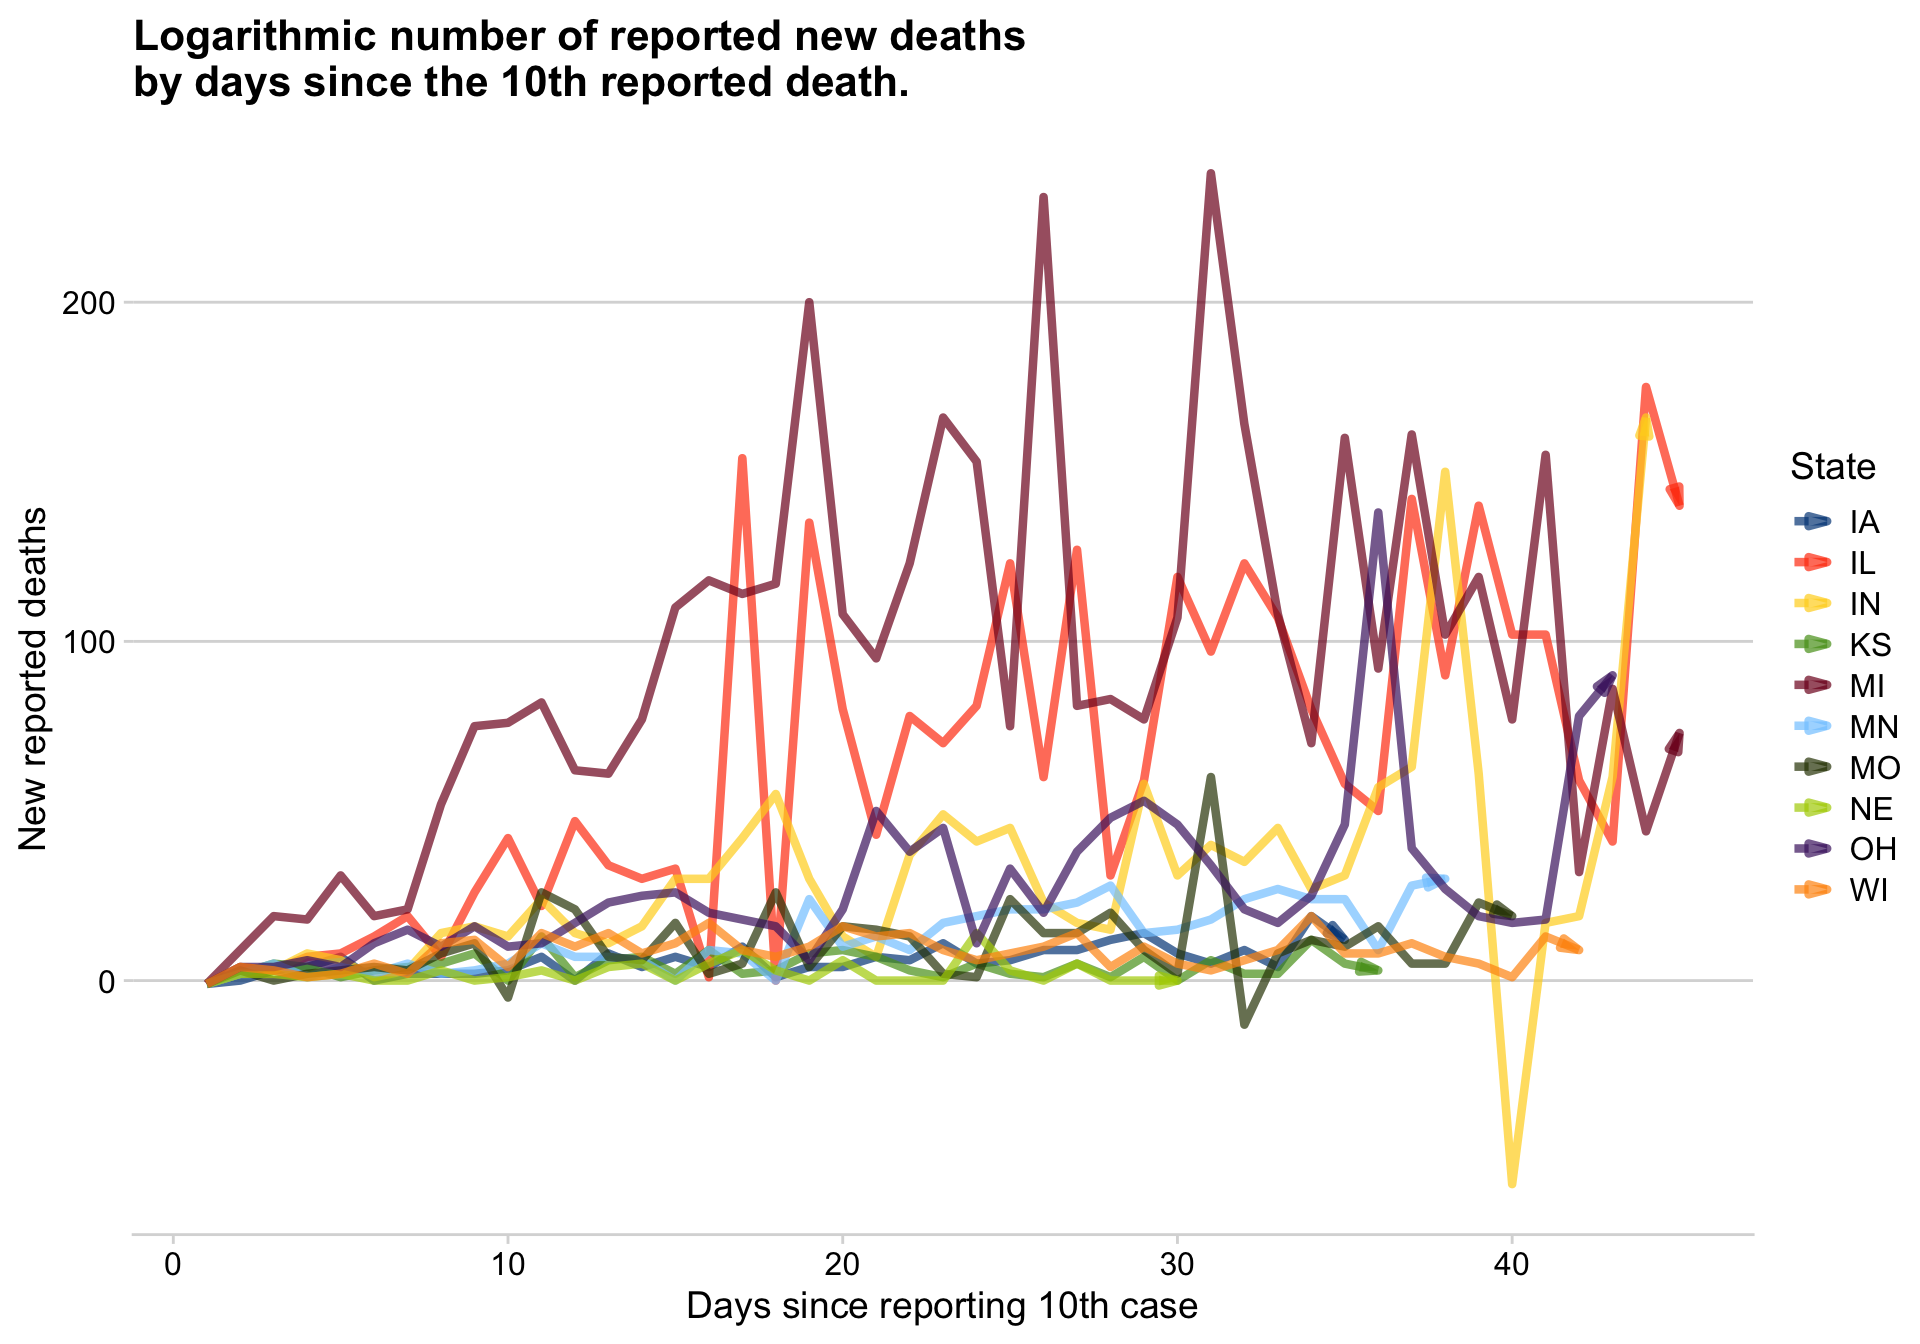 Logarithmic number of reported new deaths
by days since the 10th reported death.
New reported deaths
200
100
0
0
10
20
30
40
Days since reporting 10th case
State
IA
IL
IN
KS
MI
MN
MO
NE
OH
WI